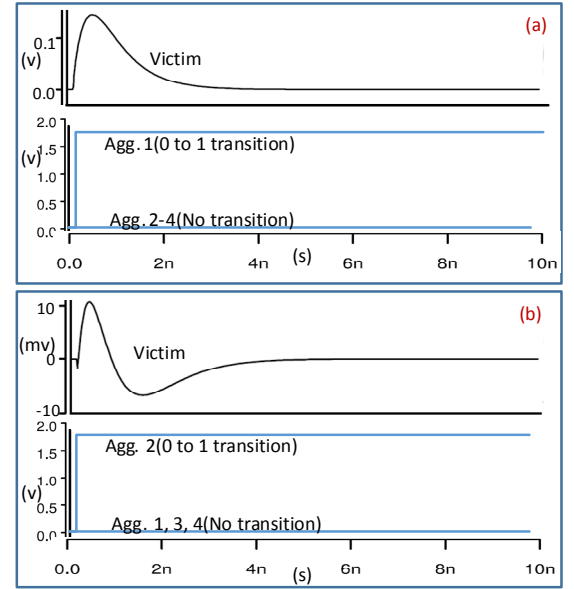 (a)
0.1
(v)
Victim
0.0
2.0
(v)
1.5
Agg. 1(0 to 1 transition)
1.0
0.5
Agg. 2-4(No transition)
0.0
0.0 2n 4n (s) 6n 8n 10n
(b)
10
(mv)
Victim
0
-10
2.0
1.5
Agg. 2(0 to 1 transition)
1.0
(v)
0.5
Agg. 1, 3, 4(No transition)
0.0
0.0 2n 4n (s) 6n 8n 10n